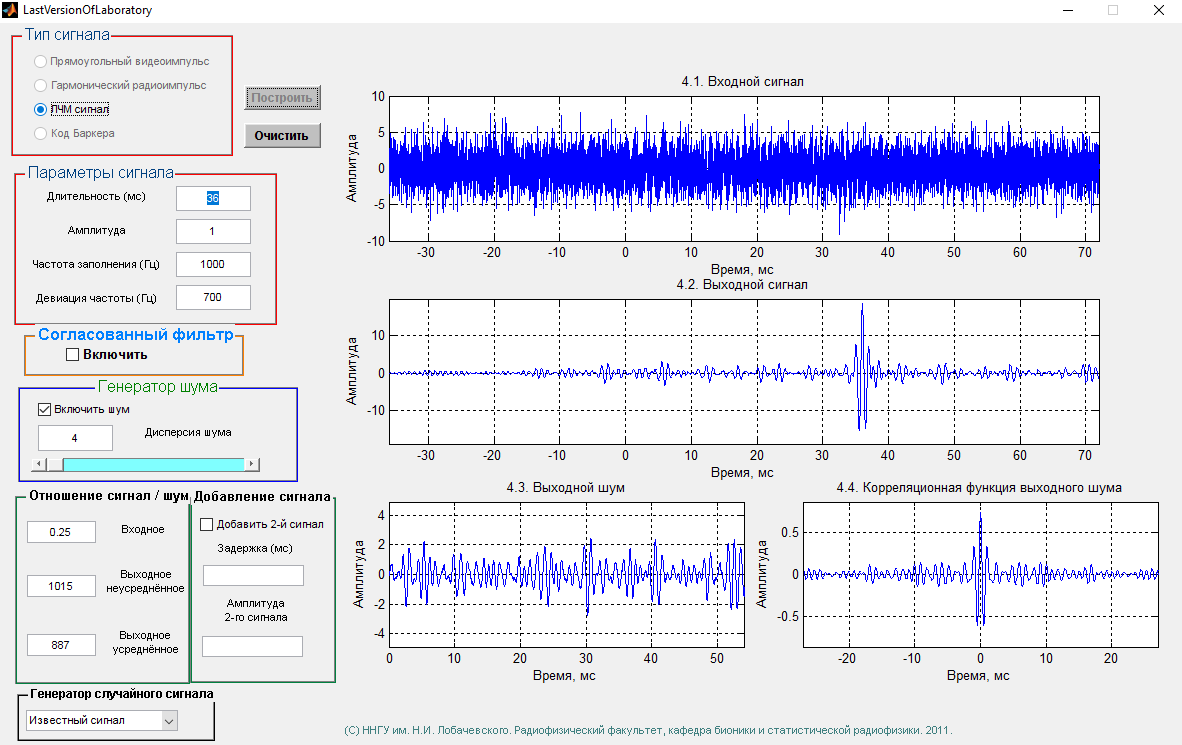 LastVersionOfLaboratory
Тип сигнала
Прямоугольный видеоимпульс
Гармонический радиоимпульс
ЛЧМ сигнал
Код Баркера
Построить
Очистить
Параметры сигнала
Длительность (мс)
36
Амплитуда
1
Частота заполнения (Гц)
1000
Девиация частоты (Гц)
700
Согласованный фильтр
Включить
Генератор шума
Включить шум
4
Дисперсия шума
Отношение сигнал / шум
0.25
Входное
1015
Выходное
неусреднённое
887
Выходное
усреднённое
Добавление сигнала
Добавить 2-й сигнал
Задержка (мс)
Амплитуда
2-го сигнала
Генератор случайного сигнала
Известный сигнал
4.1. Входной сигнал
Амплитуда
10
5
0
-5
-10
-30 -20 -10 0 10 20 30 40 50 60 70
Время, мс
4.2. Выходной сигнал
Амплитуда
10
0
-10
-30 -20 -10 0 10 20 30 40 50 60 70
Время, мс
4.3. Выходной шум
Амплитуда
4
2
0
-2
-4
0 10 20 30 40 50
Время, мс
4.4. Корреляционная функция выходного шума
Амплитуда
0.5
0
-0.5
-20 -10 0 10 20
Время, мс
(С) ННГУ им. Н.И. Лобачевского. Радиофизический факультет, кафедра бионики и статистической радиофизики. 2011.